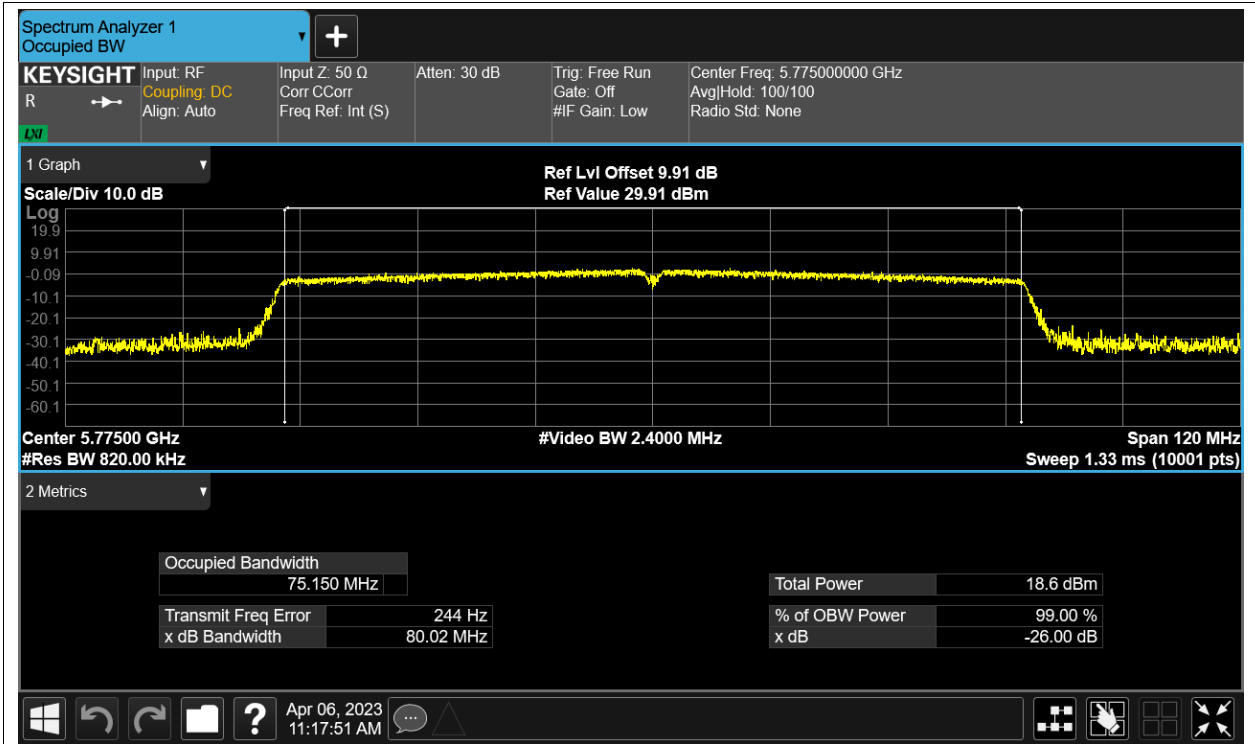 Spectrum Analyzer 1
Occupied BW
KEYSIGHT
R
LXI
Input: RF
Coupling: DC
Align: Auto
Input Z: 50 Ω
Corr CCorr
Freq Ref: Int (S)
Atten: 30 dB
Trig: Free Run
Gate: Off
#IF Gain: Low
Center Freq: 5.775000000 GHz
Avg|Hold: 100/100
Radio Std: None
1 Graph
Ref Lvl Offset 9.91 dB
Scale/Div 10.0 dB
Ref Value 29.91 dBm
Log
19.9
9.91
-0.09
-10.1
-20.1
-30.1
-40.1
-50.1
-60.1
Center 5.77500 GHz
#Video BW 2.4000 MHz
Span 120 MHz
#Res BW 820.00 kHz
Sweep 1.33 ms (10001 pts)
2 Metrics
Occupied Bandwidth
75.150 MHz
Total Power 18.6 dBm
Transmit Freq Error 244 Hz
% of OBW Power 99.00 %
x dB Bandwidth 80.02 MHz
x dB -26.00 dB
?
Apr 06, 2023
11:17:51 AM